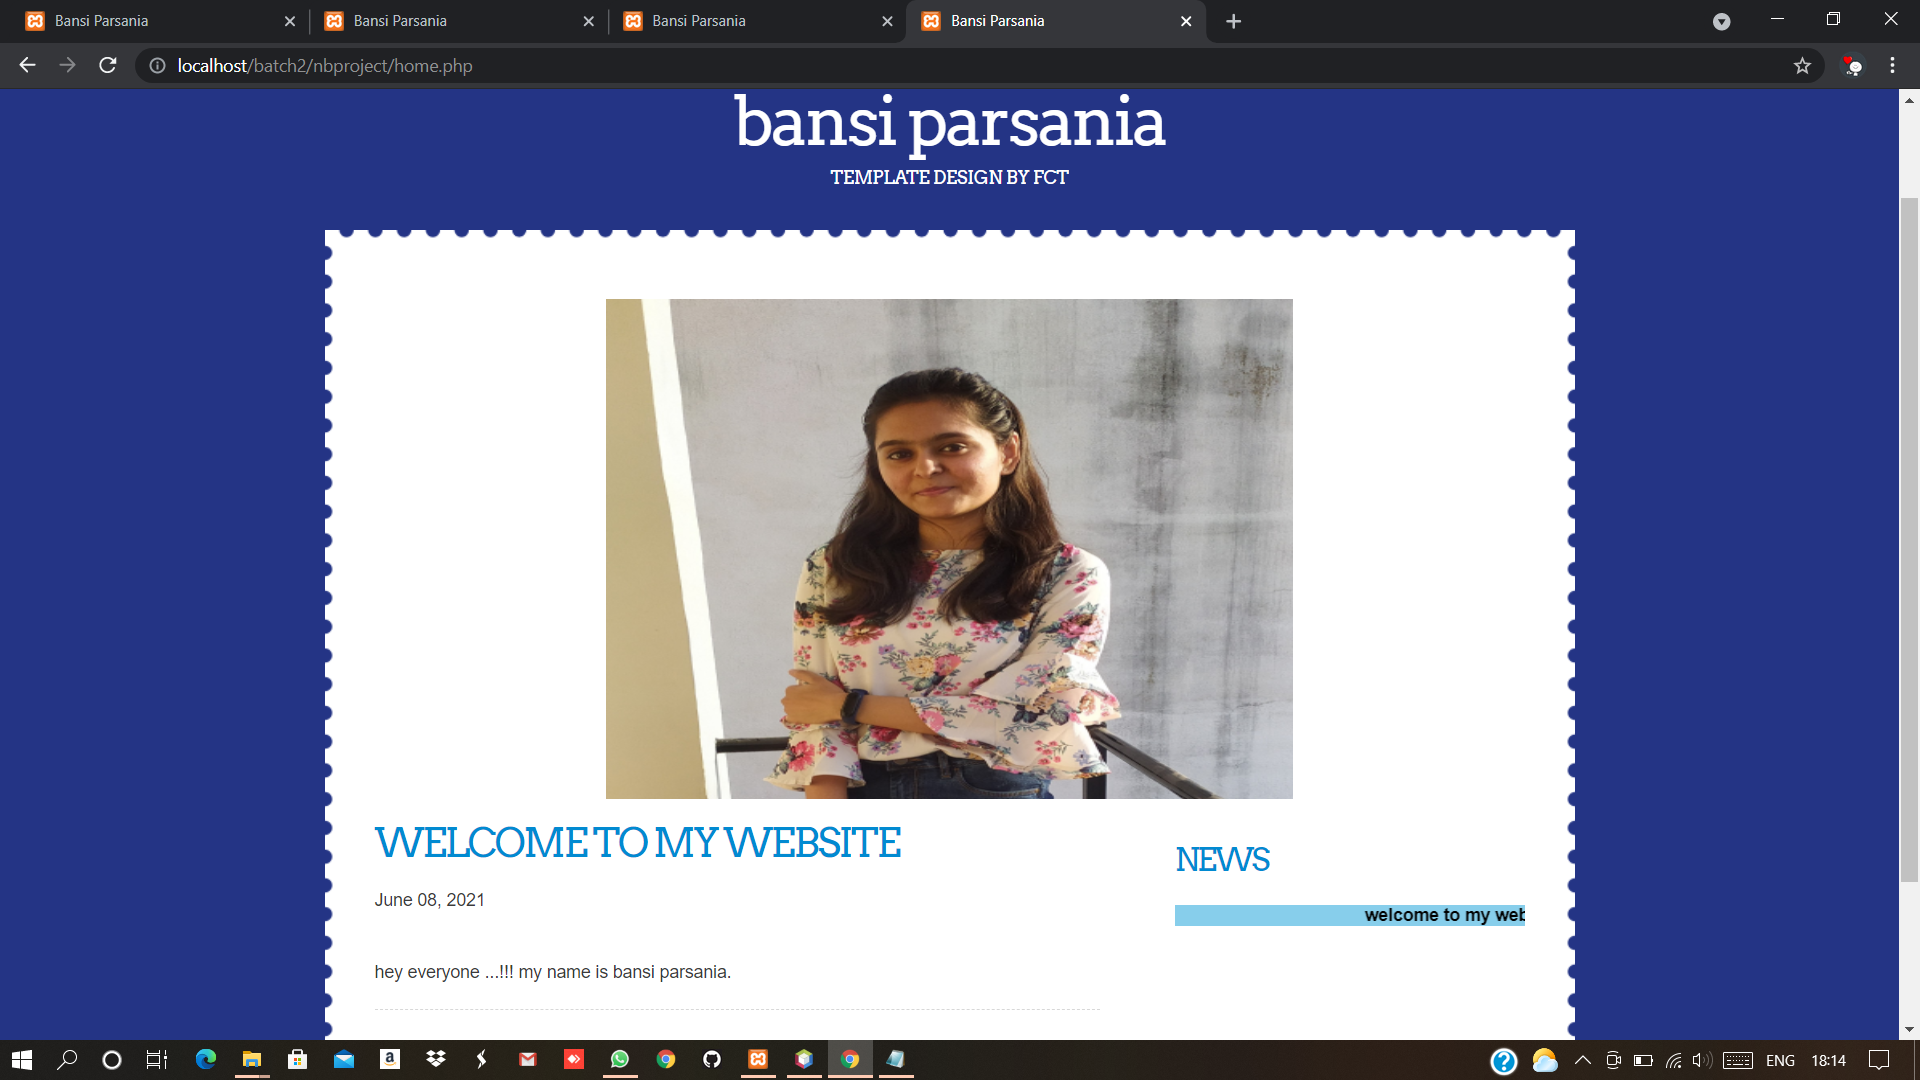 Bansi Parsania
Bansi Parsania
Bansi Parsania
Bansi Parsania
localhost/batch2/nbproject/home.php
bansi parsania
TEMPLATE DESIGN BY FCT
WELCOME TO MY WEBSITE
June 08, 2021
hey everyone ...!!! my name is bansi parsania.
NEWS
welcome to my web
ENG
18:14